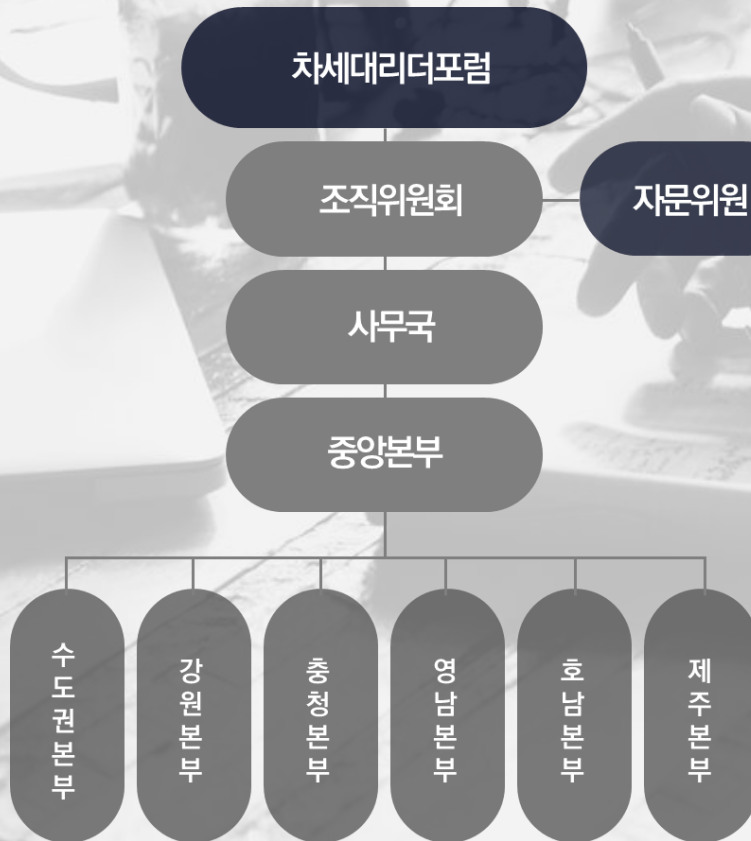 차세대리더포럼
조직위원회
자문위원
사무국
중앙본부
수도권본부
강원본부
충청본부
영남본부
호남본부
제주본부